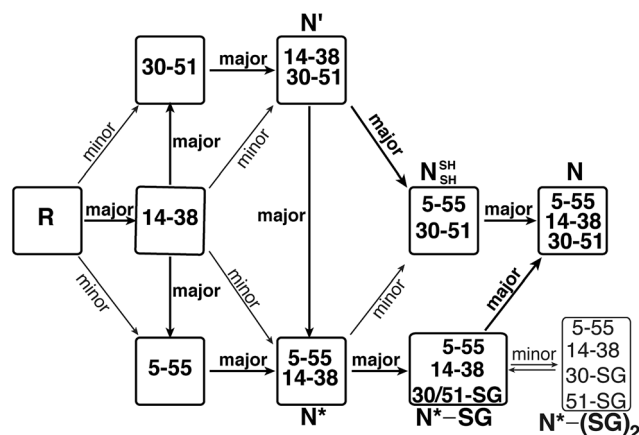 N'
30-51
major
14-38
30-51
minor
major
minor
major
N SH SH
N
R
major
14-38
major
5-55
30-51
major
5-55
14-38
30-51
minor
major
minor
minor
major
5-55
major
5-55
14-38
major
5-55
14-38
30/51-SG
minor
5-55
14-38
30-SG
51-SG
N*
N*–SG
N*–(SG)2